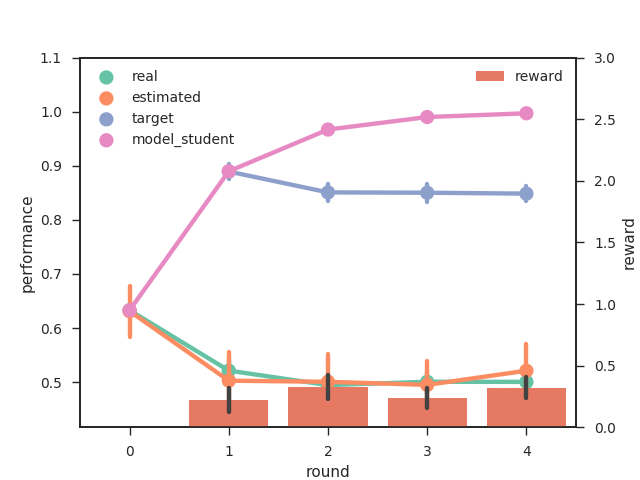 real
estimated
target
model_student
reward
1.1
1.0
0.9
0.8
0.7
0.6
0.5
performance
3.0
2.5
2.0
1.5
1.0
0.5
0.0
reward
0 1 2 3 4
round